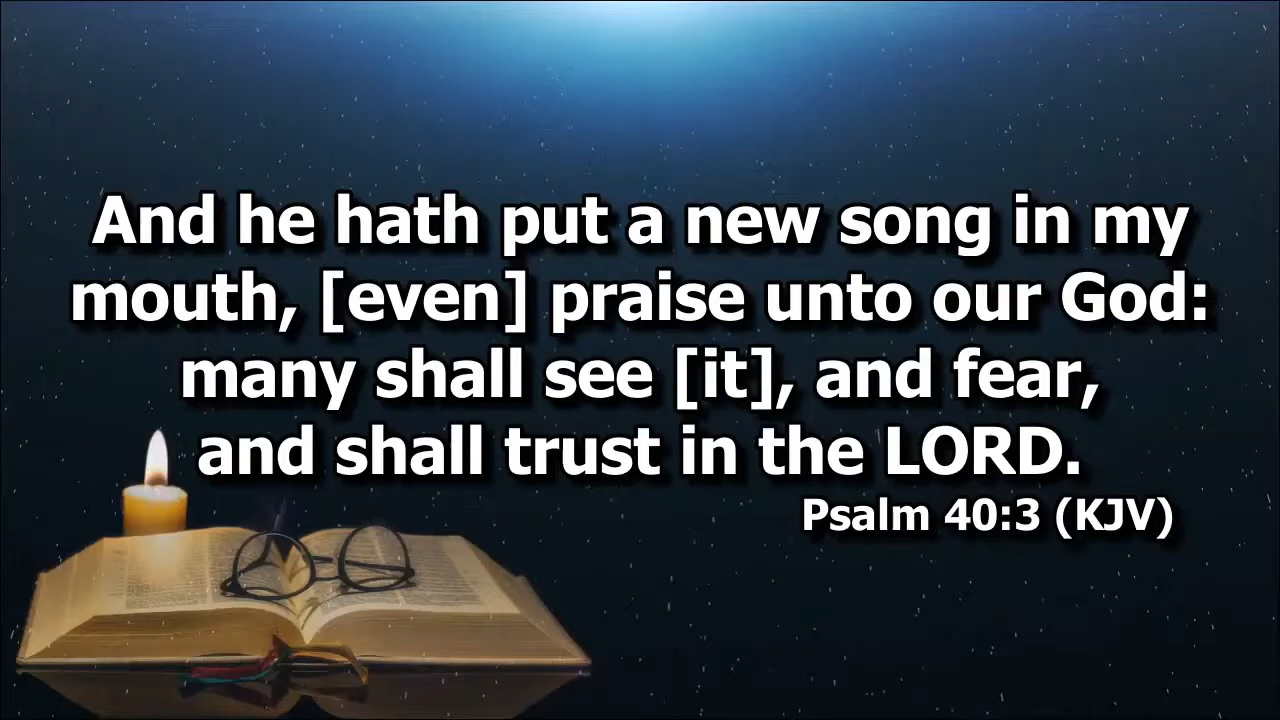 And he hath put a new song in my
mouth, [even] praise unto our God:
many shall see [it], and fear,
and shall trust in the LORD.
Psalm 40:3 (KJV)